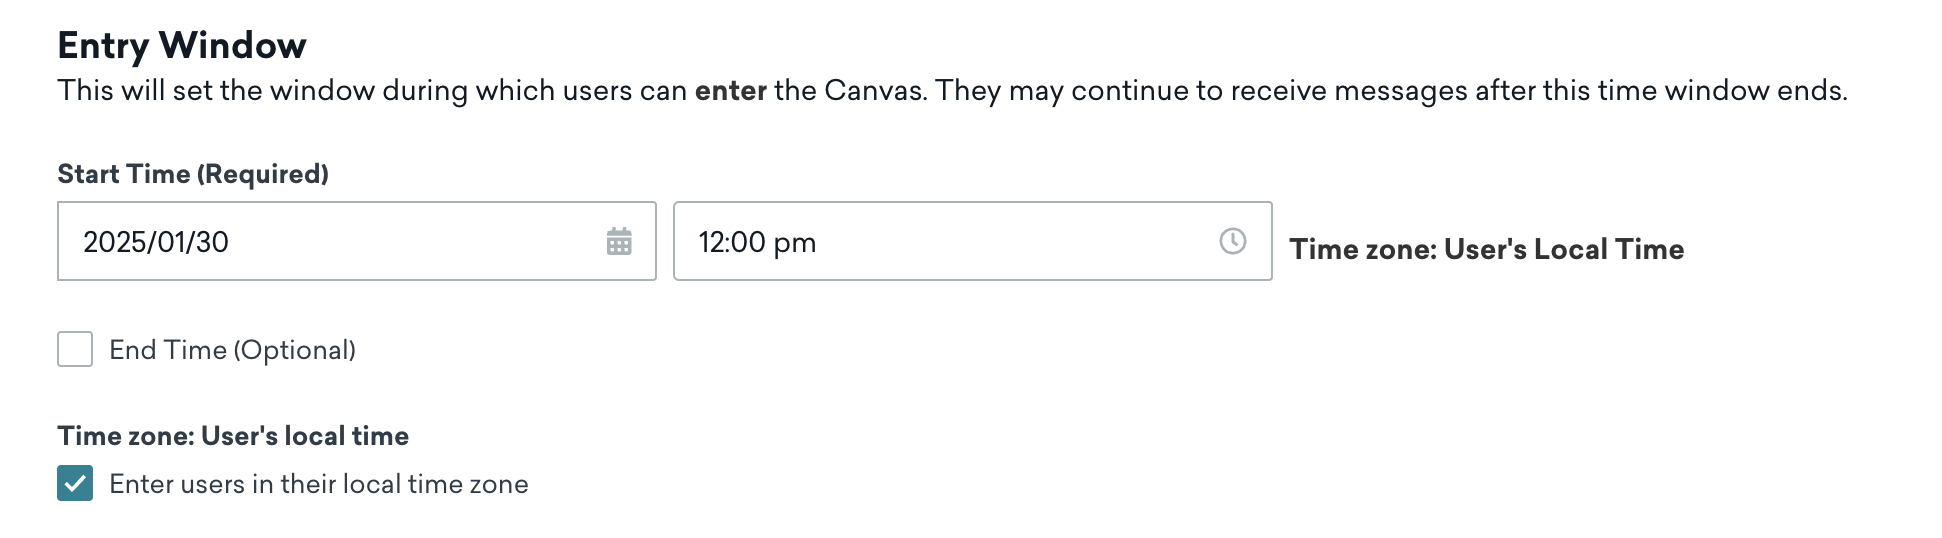 Entry Window
This will set the window during which users can enter the Canvas. They may continue to receive messages after this time window ends.
Start Time (Required)
2025/01/30
12:00 pm
Time zone: User's Local Time
End Time (Optional)
Time zone: User's local time
Enter users in their local time zone